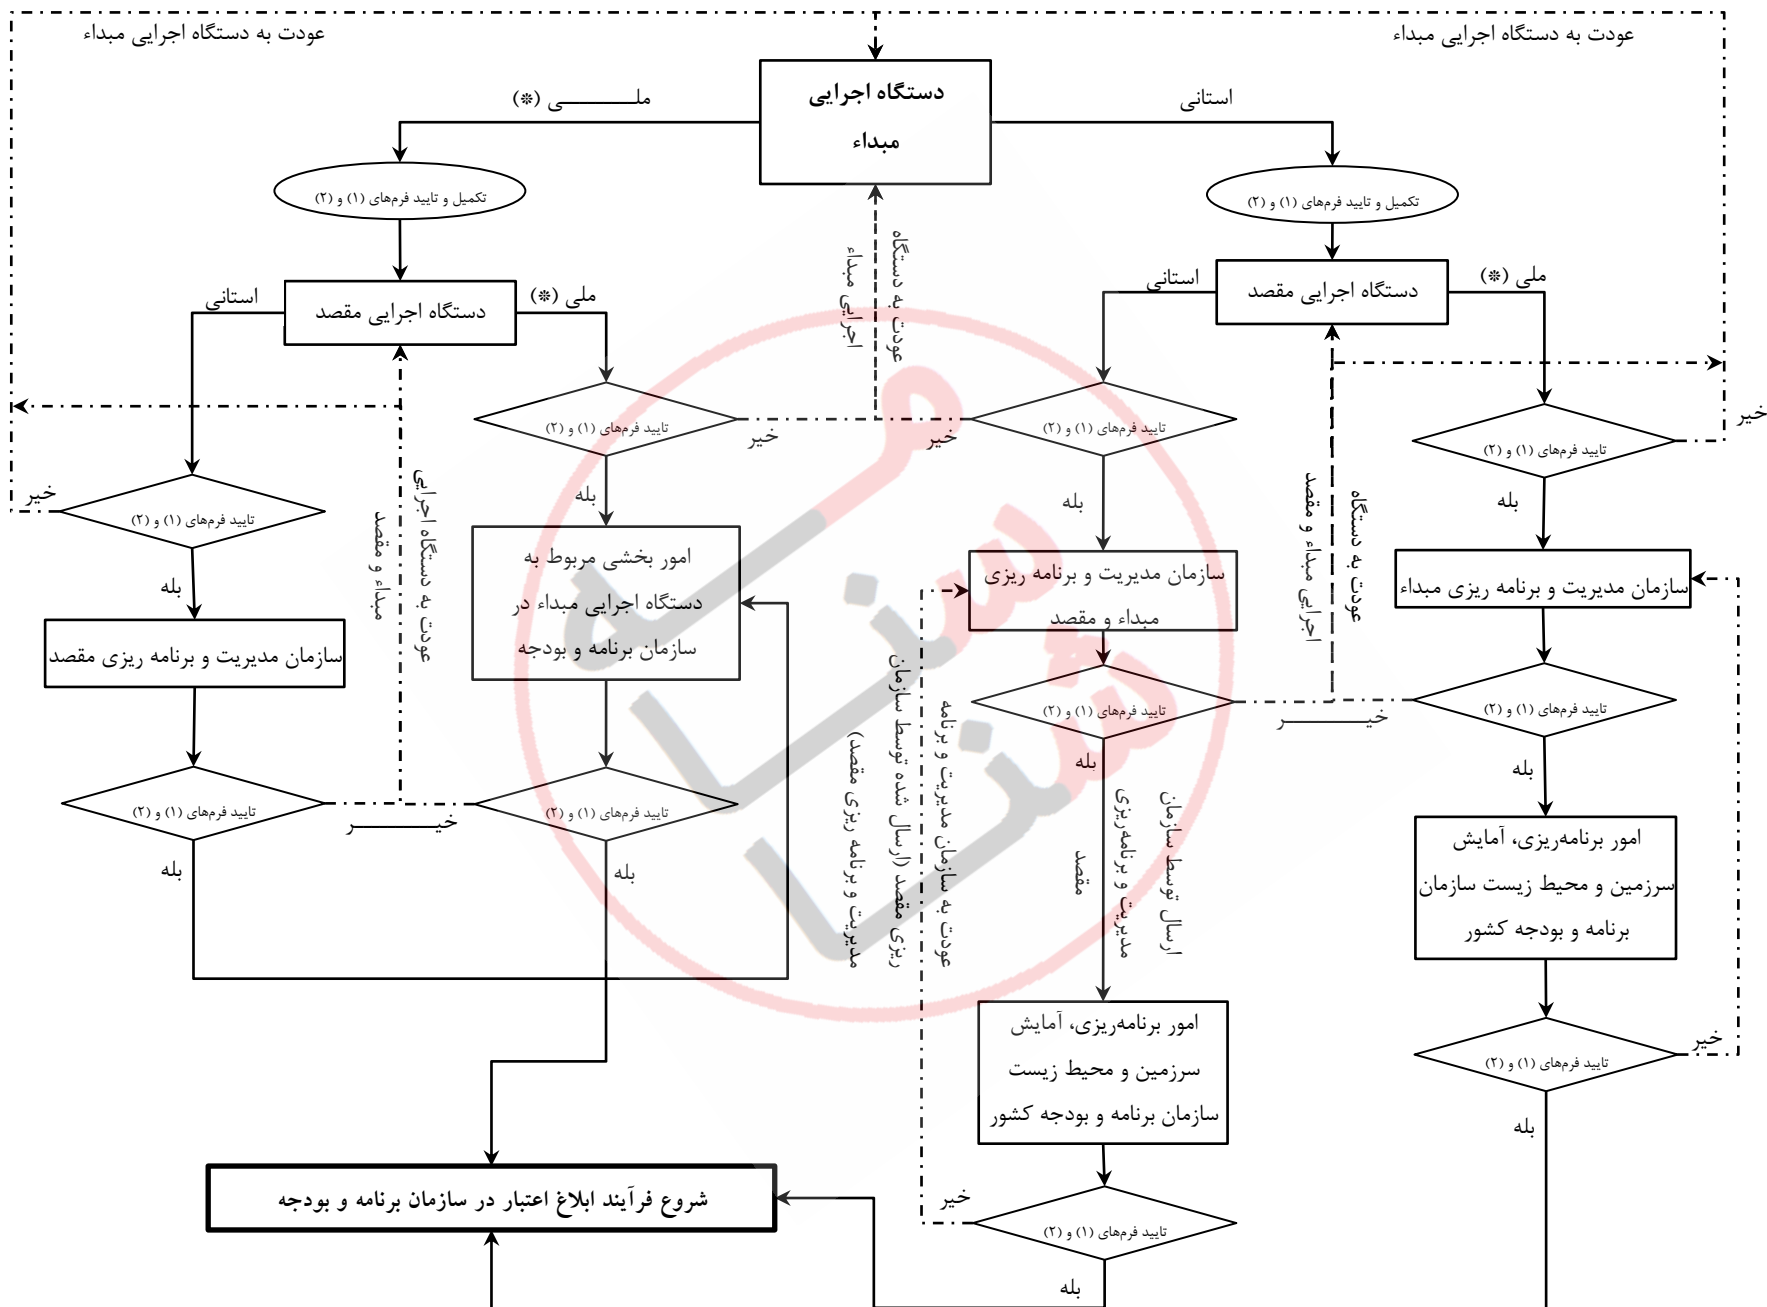 عودت به دستگاه اجرایی مبداء
عودت به دستگاه اجرایی مبداء
دستگاه اجرایی
مبداء
استانی
ملــــــــی (*)
تکمیل و تایید فرم‌های (۱) و (۲)
تکمیل و تایید فرم‌های (۱) و (۲)
عودت به دستگاه
اجرایی مبداء
دستگاه اجرایی مقصد
ملی (*)
استانی
دستگاه اجرایی مقصد
ملی (*)
استانی
تایید فرم‌های (۱) و (۲)
خیر
تایید فرم‌های (۱) و (۲)
خیر
تایید فرم‌های (۱) و (۲)
خیر
تایید فرم‌های (۱) و (۲)
خیر
بله
بله
بله
بله
عودت به دستگاه
اجرایی مبداء و مقصد
عودت به دستگاه اجرایی
مبداء و مقصد
سازمان مدیریت و برنامه ریزی مبداء
سازمان مدیریت و برنامه ریزی
مبداء و مقصد
امور بخشی مربوط به
دستگاه اجرایی مبداء در
سازمان برنامه و بودجه
سازمان مدیریت و برنامه ریزی مقصد
تایید فرم‌های (۱) و (۲)
خیــــــــر
تایید فرم‌های (۱) و (۲)
تایید فرم‌های (۱) و (۲)
خیــــــــر
تایید فرم‌های (۱) و (۲)
بله
بله
بله
بله
ارسال توسط سازمان
مدیریت و برنامه‌ریزی
مقصد
عودت به سازمان مدیریت و برنامه
ریزی مقصد (ارسال شده توسط سازمان
مدیریت و برنامه ریزی مقصد)
امور برنامه‌ریزی، آمایش
سرزمین و محیط زیست سازمان
برنامه و بودجه کشور
امور برنامه‌ریزی، آمایش
سرزمین و محیط زیست
سازمان برنامه و بودجه کشور
تایید فرم‌های (۱) و (۲)
خیر
بله
تایید فرم‌های (۱) و (۲)
خیر
بله
شروع فرآیند ابلاغ اعتبار در سازمان برنامه و بودجه
سنا
مـه
شنا